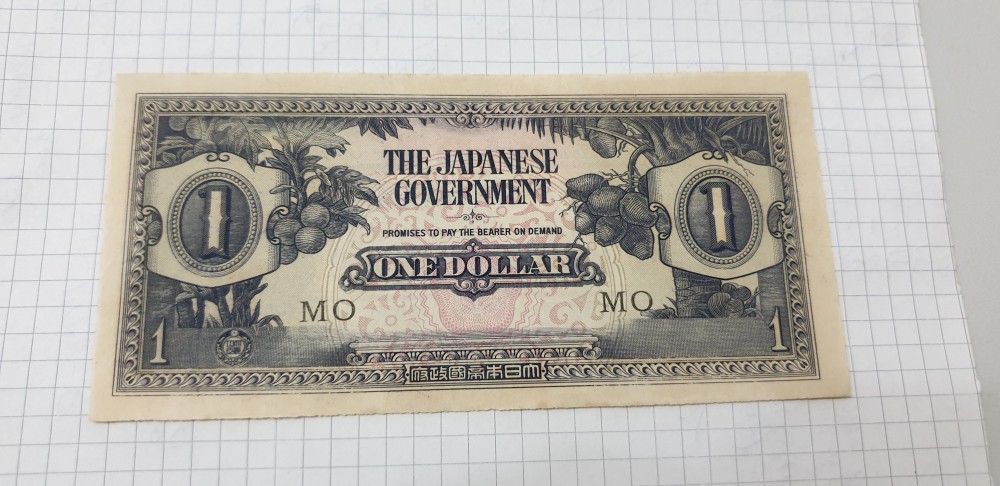 THE JAPANESE
GOVERNMENT
PROMISES TO PAY THE BEARER ON DEMAND
1
1
ONE DOLLAR
MO
MO
1
1
府政國帝本日大